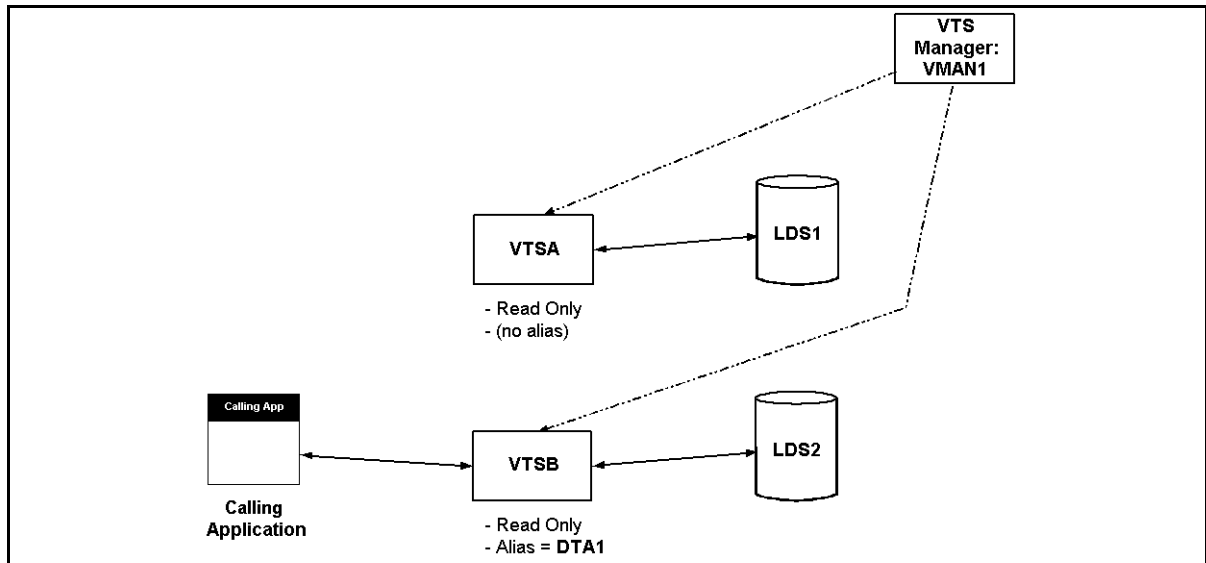 VTS
Manager:
VMAN1
VTSA
LDS1
- Read Only
- (no alias)
Calling App
VTSB
LDS2
Calling
Application
- Read Only
- Alias = DTA1